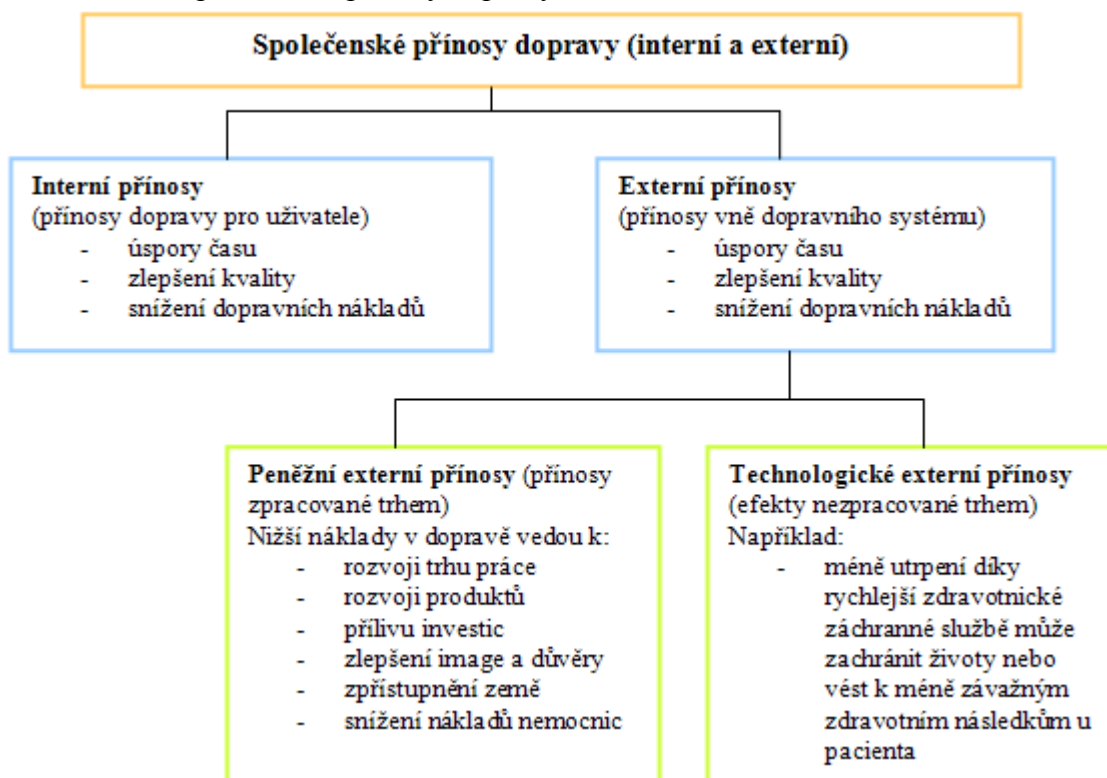 Společenské přínosy dopravy (interní a externí)
Interní přínosy
(přínosy dopravy pro uživatele)
- úspory času
- zlepšení kvality
- snížení dopravních nákladů
Externí přínosy
(přínosy vně dopravního systému)
- úspory času
- zlepšení kvality
- snížení dopravních nákladů
Peněžní externí přínosy (přínosy
zpracované trhem)
Nižší náklady v dopravě vedou k:
- rozvoji trhu práce
- rozvoji produktů
- přílivu investic
- zlepšení image a důvěry
- zpřístupnění země
- snížení nákladů nemocnic
Technologické externí přínosy
(efekty nezpracované trhem)
Například:
- méně utrpení díky
rychlejší zdravotnické
záchranné službě může
zachránit životy nebo
vést k méně závažným
zdravotním následkům u
pacienta